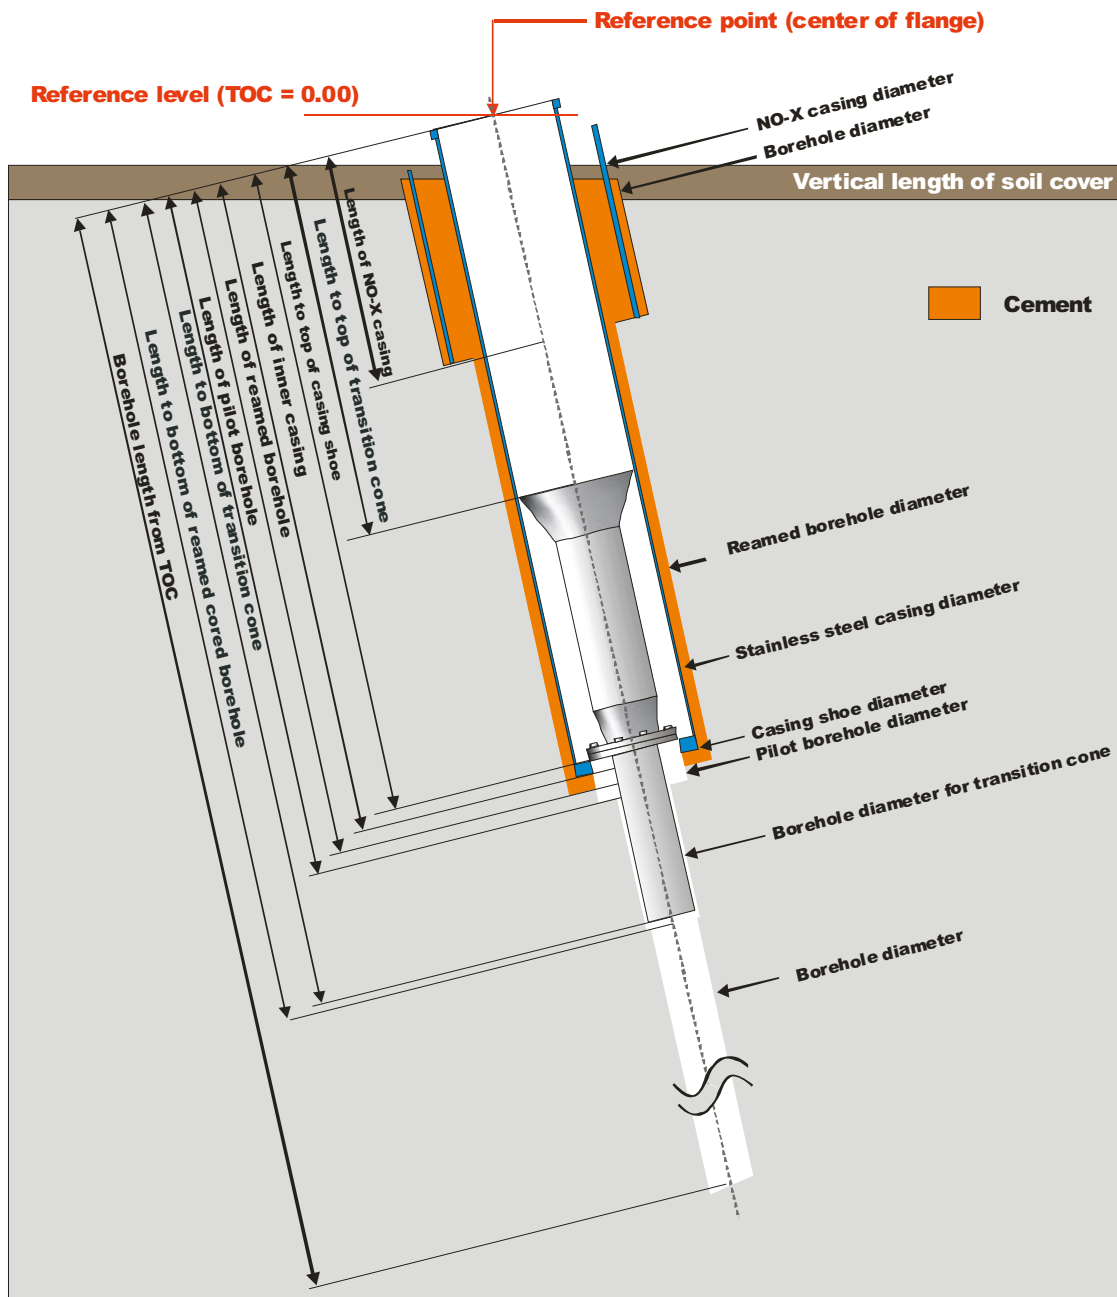 Reference point (center of flange)
Reference level (TOC = 0.00)
NO-X casing diameter
Borehole diameter
Vertical length of soil cover
Cement
Length of NO-X casing
Length to top of transition cone
Length to top of casing shoe
Length of inner casing
Length of reamed borehole
Length of pilot borehole
Length to bottom of transition cone
Length to bottom of reamed cored borehole
Borehole length from TOC
Reamed borehole diameter
Stainless steel casing diameter
Casing shoe diameter
Pilot borehole diameter
Borehole diameter for transition cone
Borehole diameter